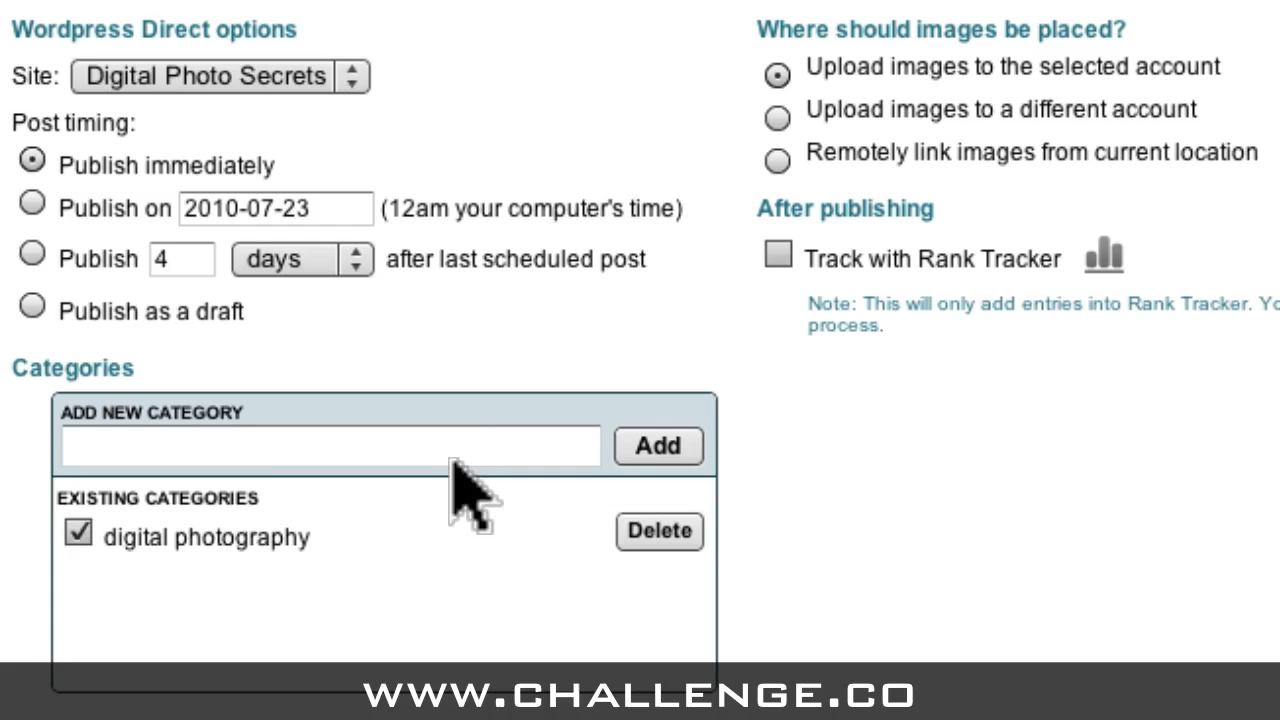 Wordpress Direct options
Site: Digital Photo Secrets
Post timing:
Publish immediately
Publish on 2010-07-23 (12am your computer's time)
Publish 4 days after last scheduled post
Publish as a draft
Categories
ADD NEW CATEGORY
Add
EXISTING CATEGORIES
digital photography Delete
Where should images be placed?
Upload images to the selected account
Upload images to a different account
Remotely link images from current location
After publishing
Track with Rank Tracker
Note: This will only add entries into Rank Tracker.
process.
WWW.CHALLENGE.CO